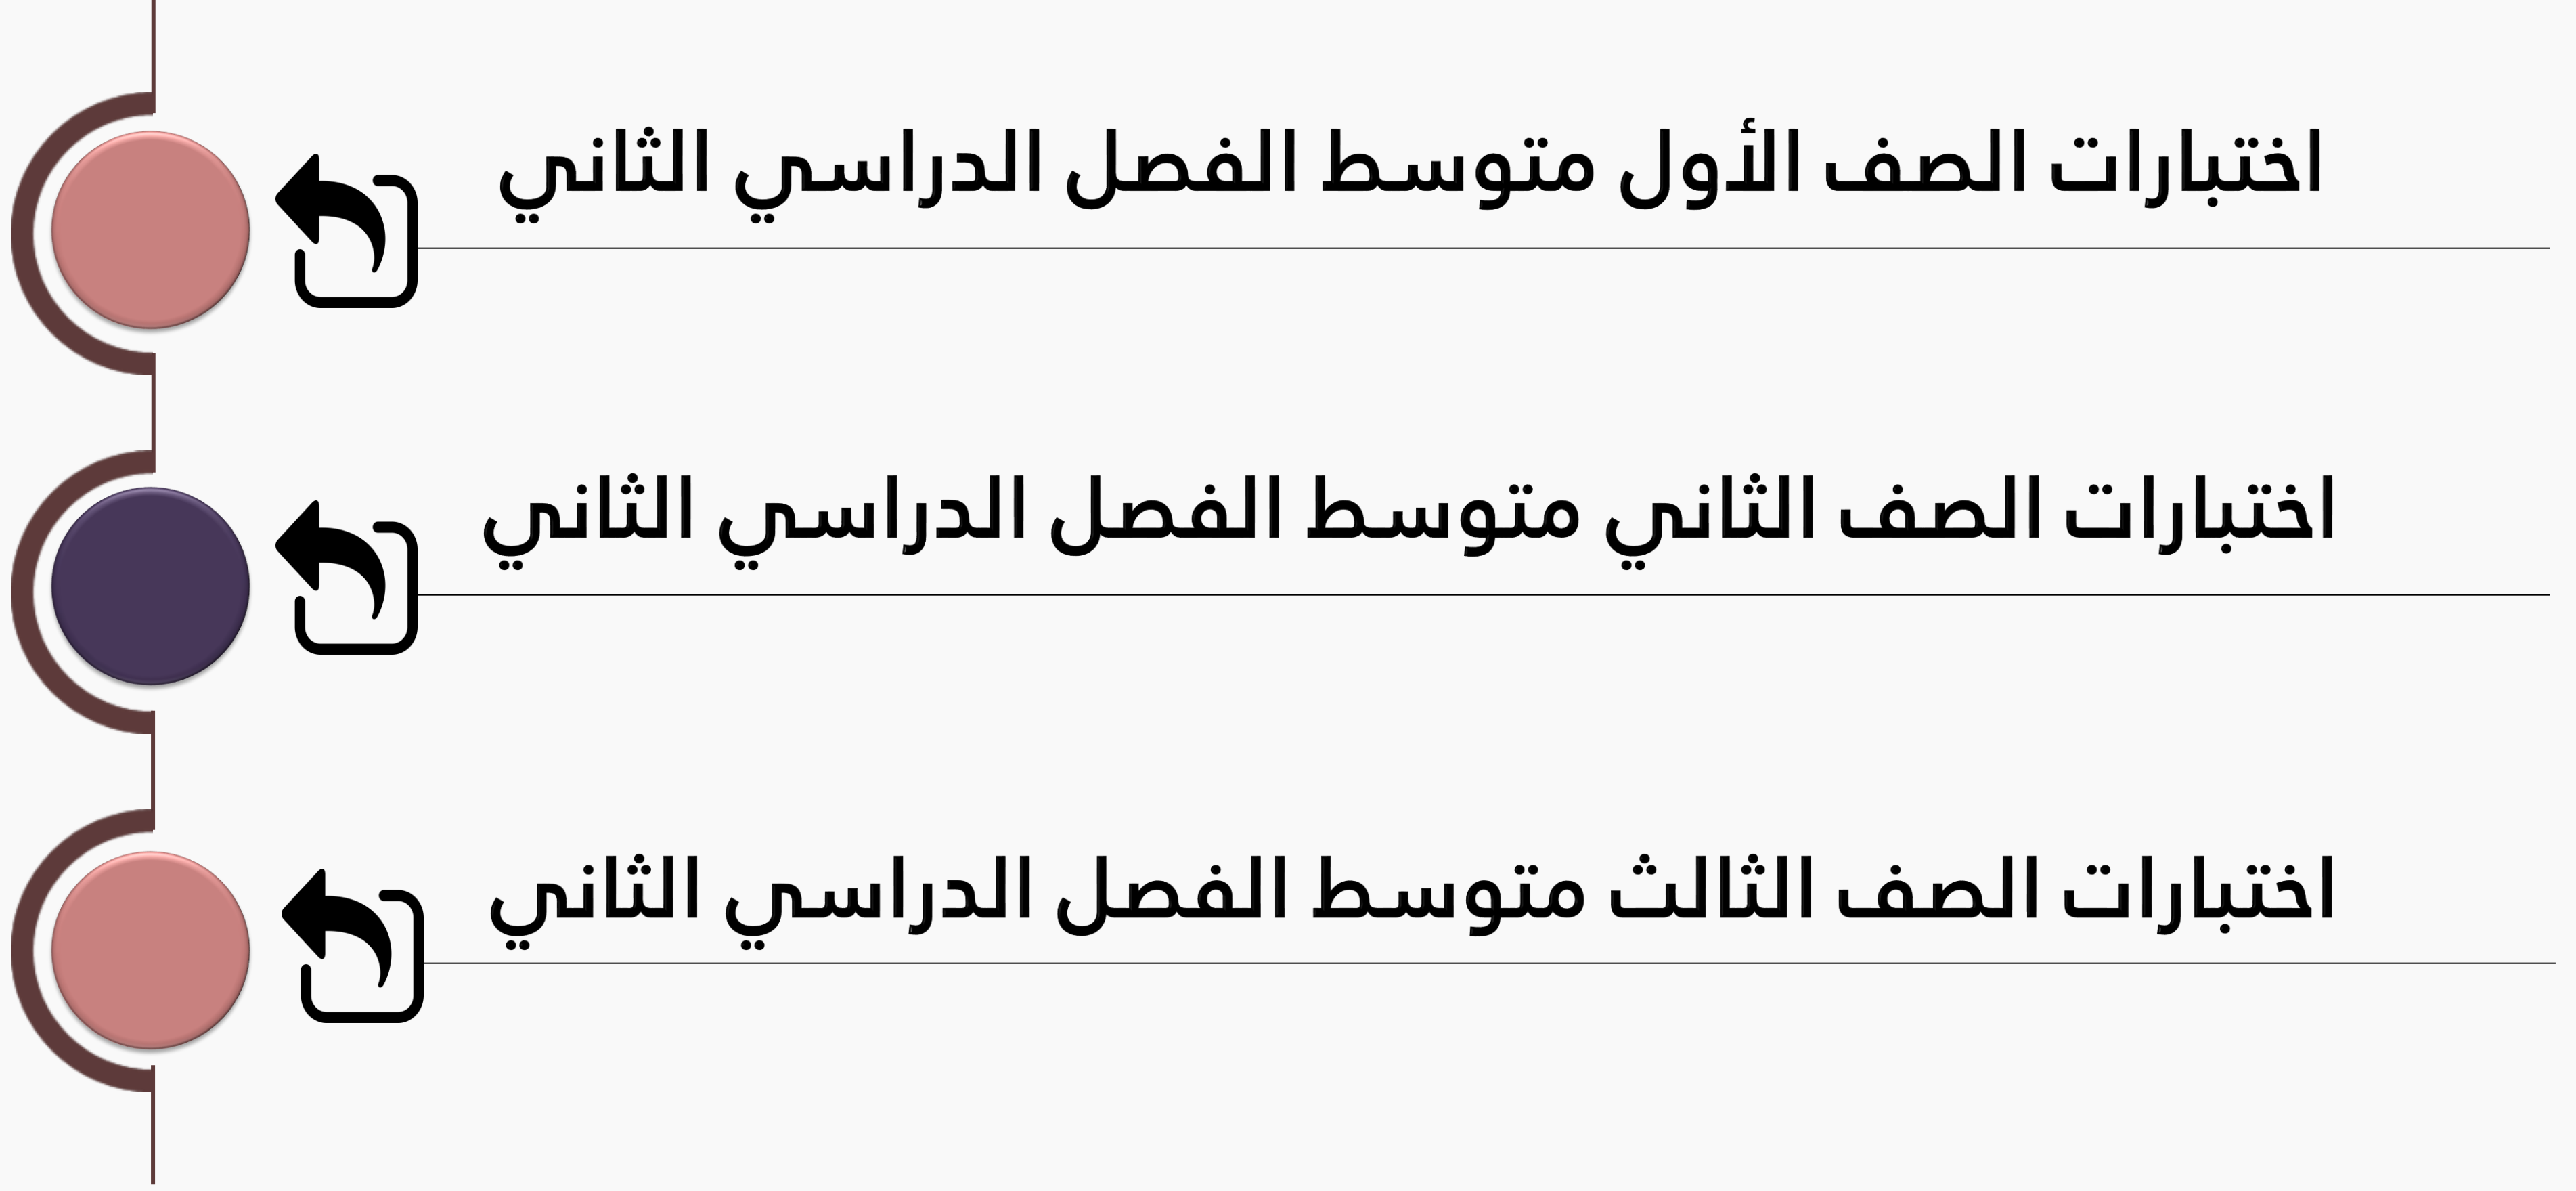 اختبارات الصف الأول متوسط الفصل الدراسي الثاني
اختبارات الصف الثاني متوسط الفصل الدراسي الثاني
اختبارات الصف الثالث متوسط الفصل الدراسي الثاني